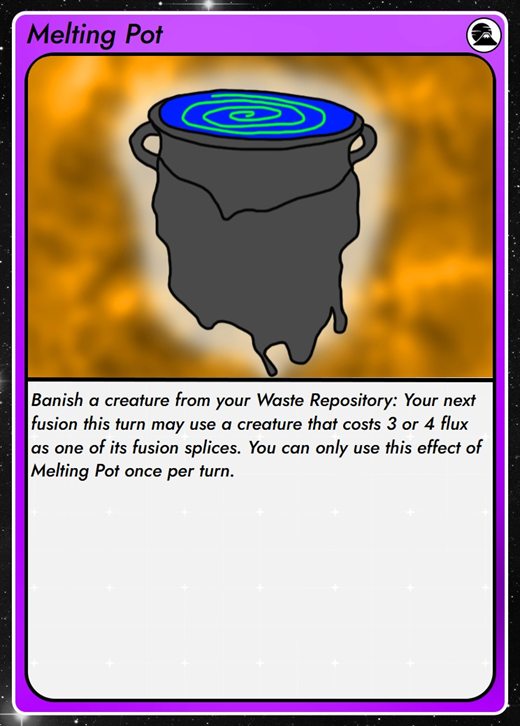 Melting Pot
Banish a creature from your Waste Repository: Your next
fusion this turn may use a creature that costs 3 or 4 flux
as one of its fusion splices. You can only use this effect of
Melting Pot once per turn.